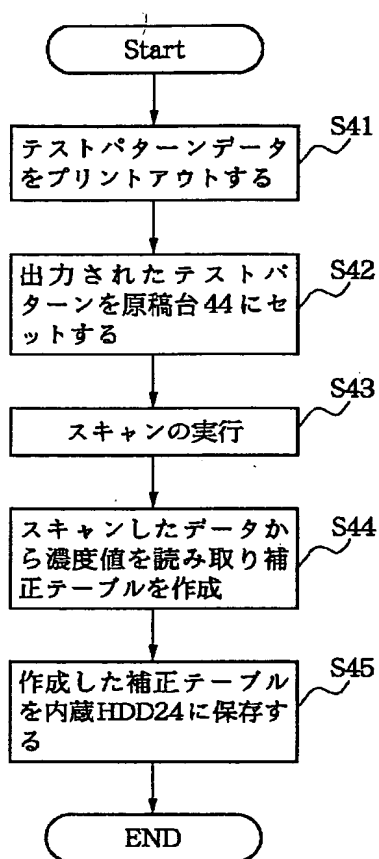 Start
S41
テストパターンデータ
をプリントアウトする
S42
出力されたテストパ
ターンを原稿台44にセ
ットする
S43
スキャンの実行
S44
スキャンしたデータか
ら濃度値を読み取り補
正テーブルを作成
S45
作成した補正テーブル
を内蔵HDD24に保存す
る
END